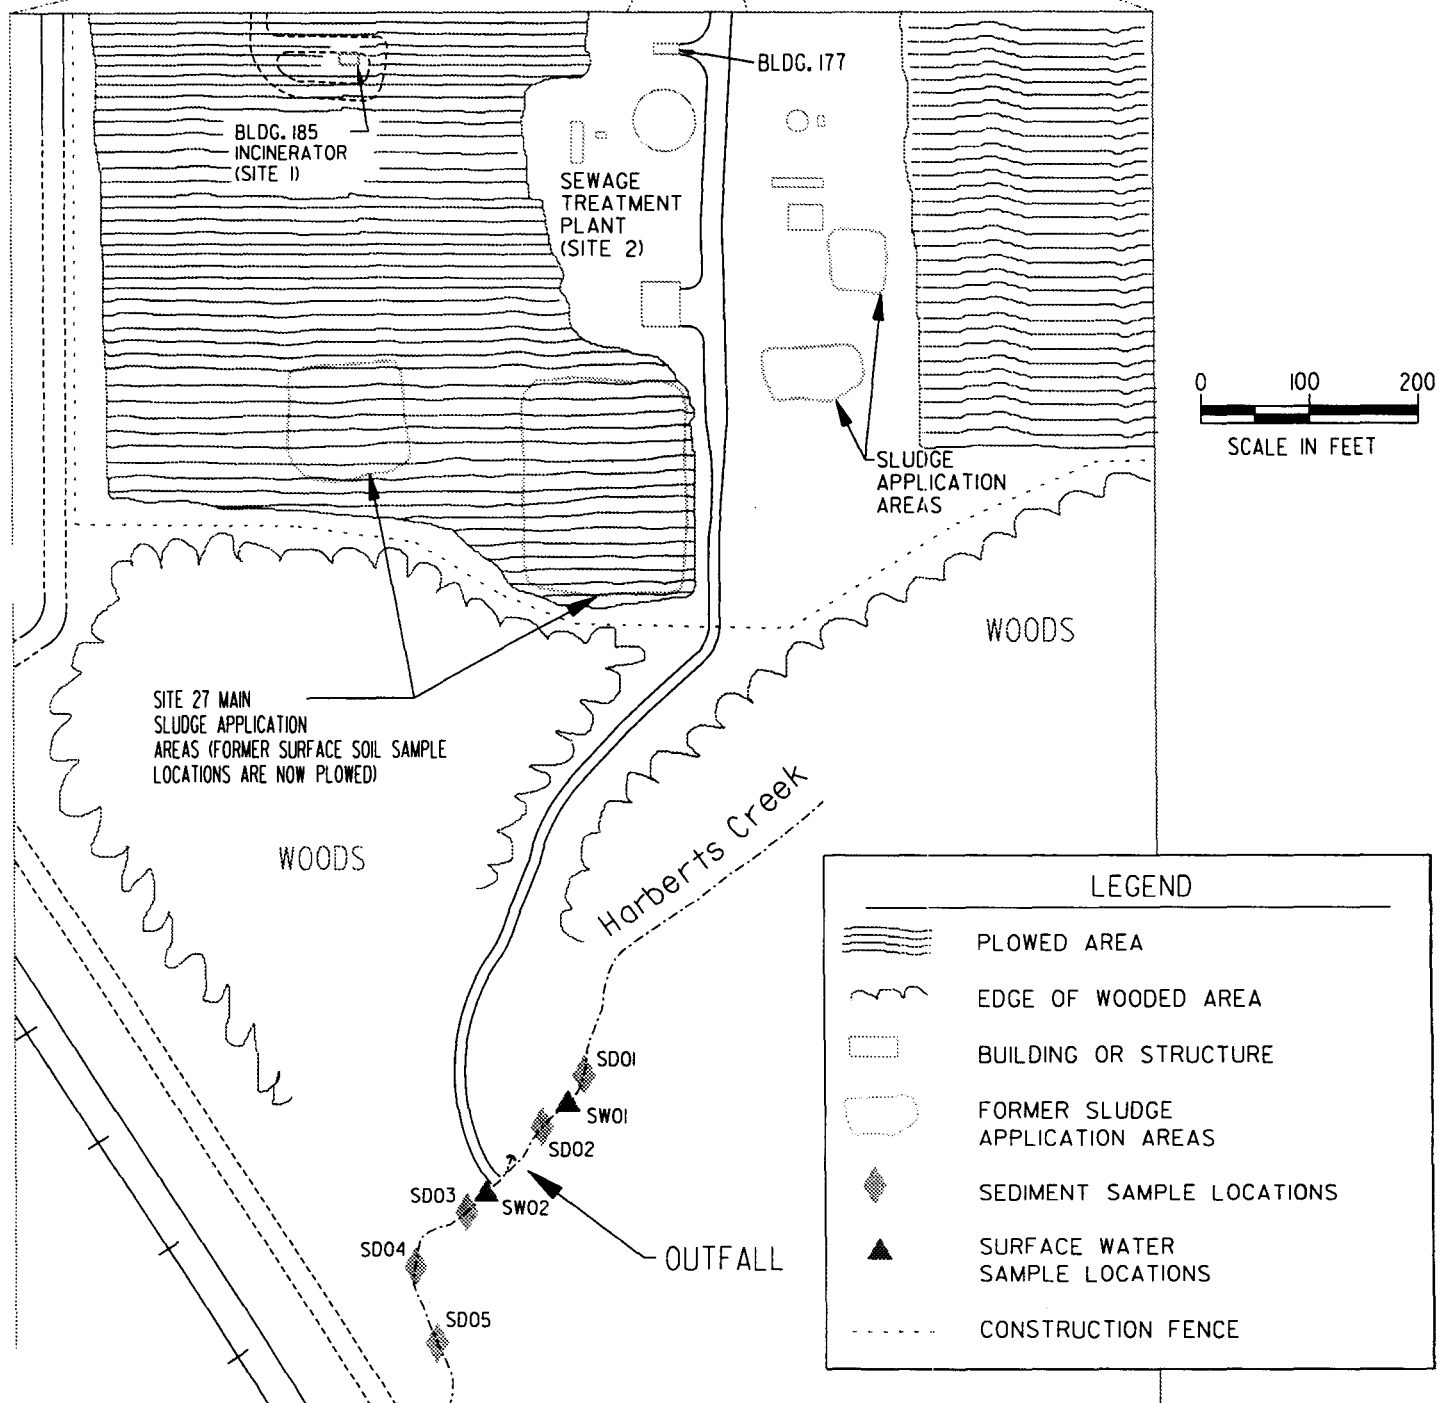 BLDG. 177
BLDG. 185
INCINERATOR
(SITE 1)
SEWAGE
TREATMENT
PLANT
(SITE 2)
0 100 200
SCALE IN FEET
SLUDGE
APPLICATION
AREAS
WOODS
SITE 27 MAIN
SLUDGE APPLICATION
AREAS (FORMER SURFACE SOIL SAMPLE
LOCATIONS ARE NOW PLOWED)
WOODS
Harberts Creek
SD01
SW01
SD02
SD03
SW02
SD04
OUTFALL
SD05
LEGEND
PLOWED AREA
EDGE OF WOODED AREA
BUILDING OR STRUCTURE
FORMER SLUDGE
APPLICATION AREAS
SEDIMENT SAMPLE LOCATIONS
SURFACE WATER
SAMPLE LOCATIONS
CONSTRUCTION FENCE